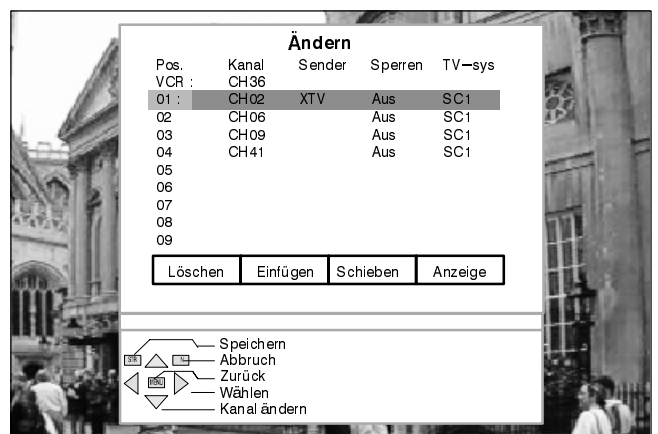 Ändern
Pos. Kanal Sender Sperren TV-sys
VCR : CH36
01 : CH02 XTV Aus SC1
02 CH06 Aus SC1
03 CH09 Aus SC1
04 CH41 Aus SC1
05
06
07
08
09
Löschen Einfügen Schieben Anzeige
Speichern
STR N Abbruch
Zurück
MENU
Wählen
Kanal ändern